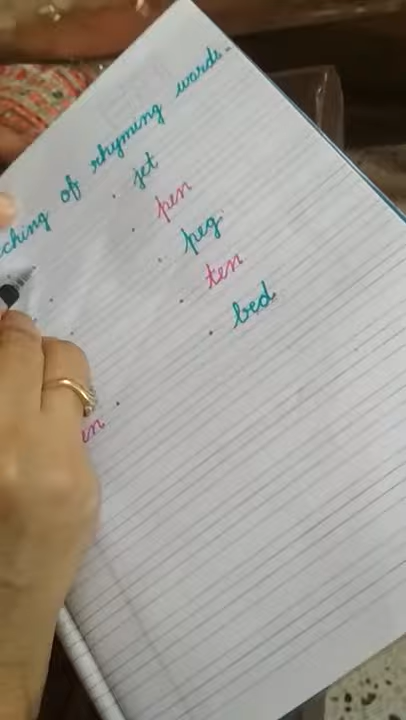 ching of rhyming words.
jet
pen
peg
ten
bed
en